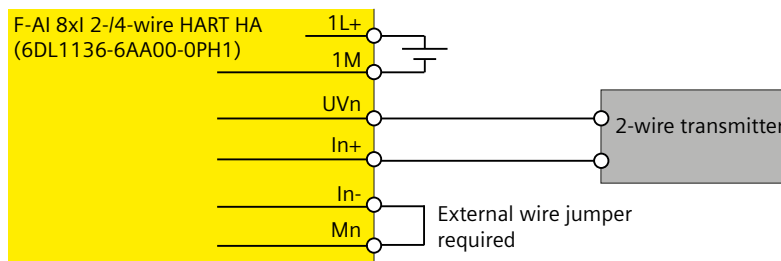 F-AI 8xI 2-/4-wire HART HA
(6DL1136-6AA00-0PH1)
1L+
1M
UVn
In+
In-
Mn
2-wire transmitter
External wire jumper
required